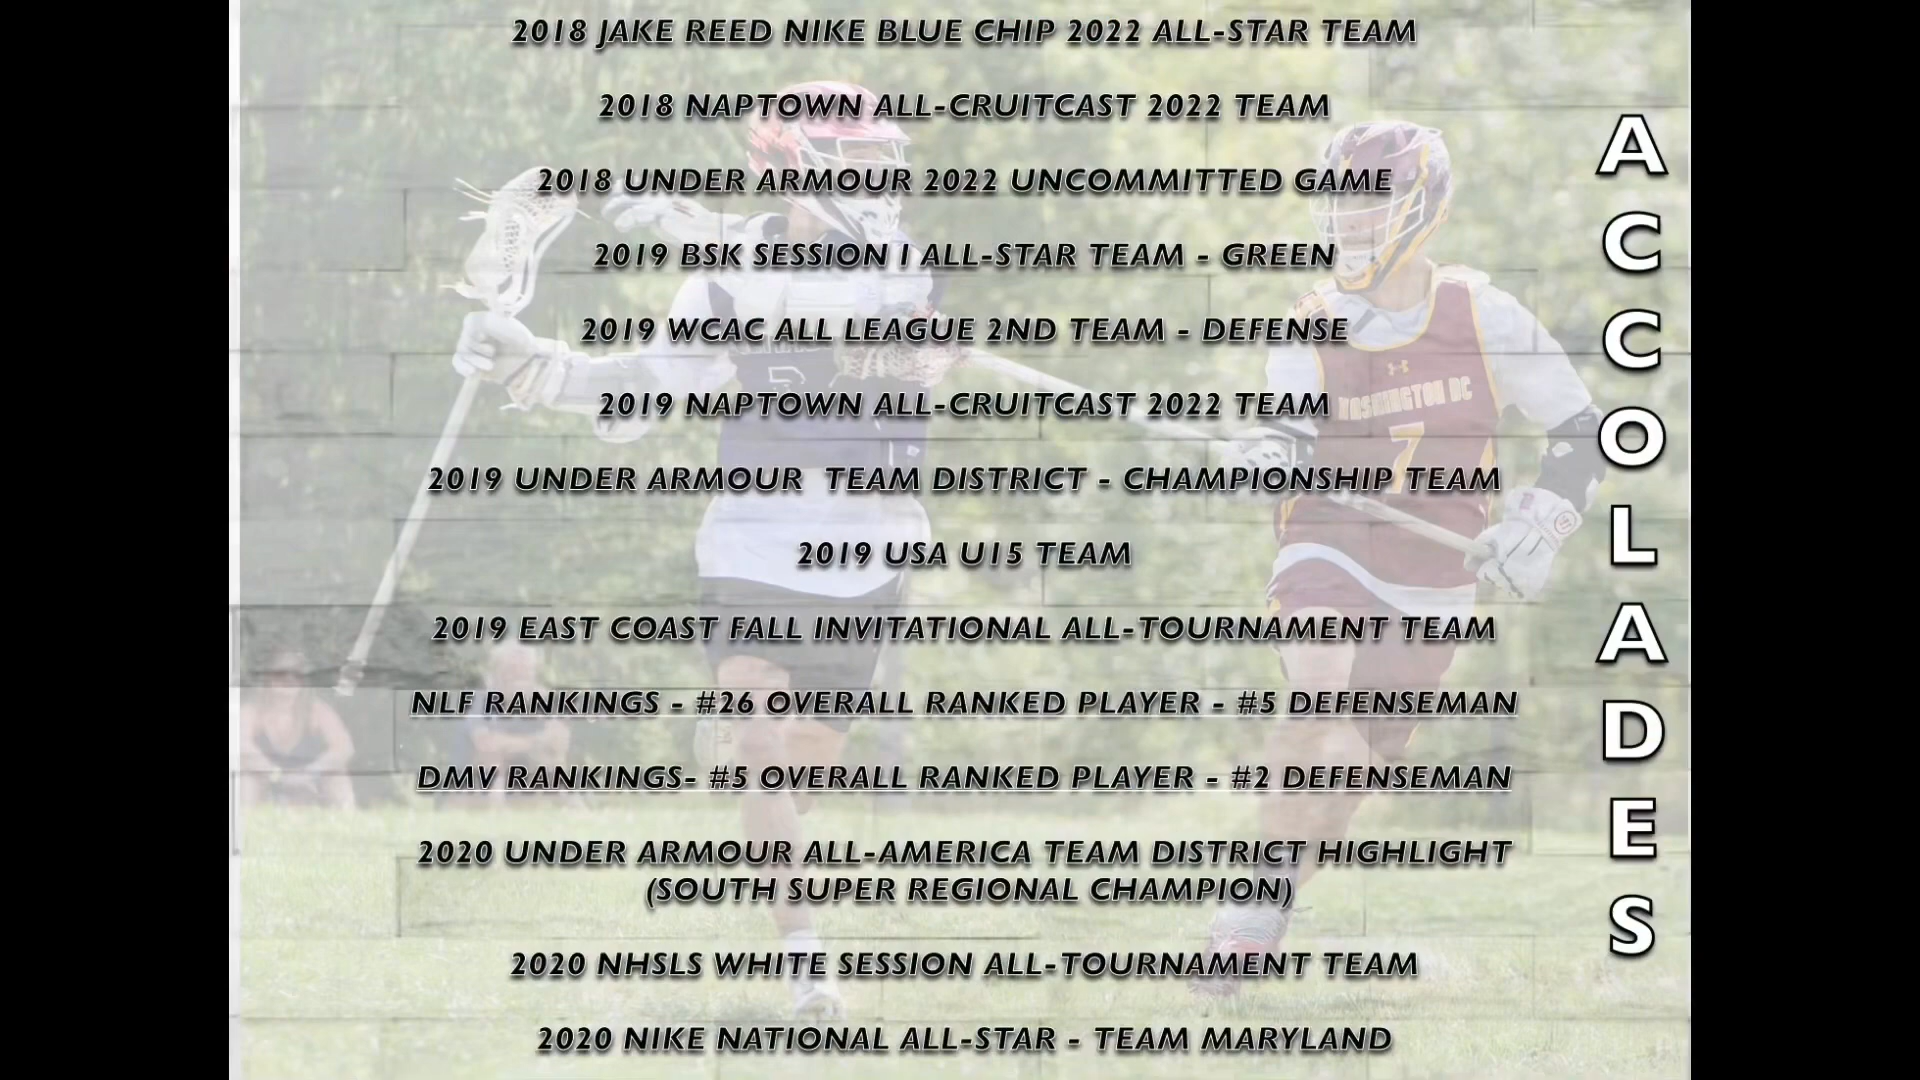 2018 JAKE REED NIKE BLUE CHIP 2022 ALL-STAR TEAM
2018 NAPTOWN ALL-CRUITCAST 2022 TEAM
2018 UNDER ARMOUR 2022 UNCOMMITTED GAME
2019 BSK SESSION I ALL-STAR TEAM - GREEN
2019 WCAC ALL LEAGUE 2ND TEAM - DEFENSE
2019 NAPTOWN ALL-CRUITCAST 2022 TEAM
2019 UNDER ARMOUR  TEAM DISTRICT - CHAMPIONSHIP TEAM
2019 USA U15 TEAM
2019 EAST COAST FALL INVITATIONAL ALL-TOURNAMENT TEAM
NLF RANKINGS - #26 OVERALL RANKED PLAYER - #5 DEFENSEMAN
DMV RANKINGS- #5 OVERALL RANKED PLAYER - #2 DEFENSEMAN
2020 UNDER ARMOUR ALL-AMERICA TEAM DISTRICT HIGHLIGHT
(SOUTH SUPER REGIONAL CHAMPION)
2020 NHSLS WHITE SESSION ALL-TOURNAMENT TEAM
2020 NIKE NATIONAL ALL-STAR - TEAM MARYLAND
ACCOLADES
WASHINGTON DC
7